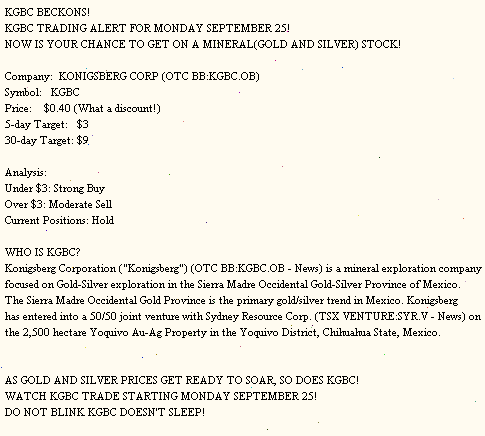 KGBC BECKONS!
KGBC TRADING ALERT FOR MONDAY SEPTEMBER 25!
NOW IS YOUR CHANCE TO GET ON A MINERAL(GOLD AND SILVER) STOCK!
Company: KONIGSBERG CORP (OTC BB:KGBC.OB)
Symbol: KGBC
Price: $0.40 (What a discount!)
5-day Target: $3
30-day Target: $9
Analysis:
Under $3: Strong Buy
Over $3: Moderate Sell
Current Positions: Hold
WHO IS KGBC?
Konigsberg Corporation ("Konigsberg") (OTC BB:KGBC.OB - News) is a mineral exploration company
focused on Gold-Silver exploration in the Sierra Madre Occidental Gold-Silver Province of Mexico.
The Sierra Madre Occidental Gold Province is the primary gold/silver trend in Mexico. Konigsberg
has entered into a 50/50 joint venture with Sydney Resource Corp. (TSX VENTURE:SYR.V - News) on
the 2,500 hectare Yoquivo Au-Ag Property in the Yoquivo District, Chihuahua State, Mexico.
AS GOLD AND SILVER PRICES GET READY TO SOAR, SO DOES KGBC!
WATCH KGBC TRADE STARTING MONDAY SEPTEMBER 25!
DO NOT BLINK KGBC DOESN'T SLEEP!